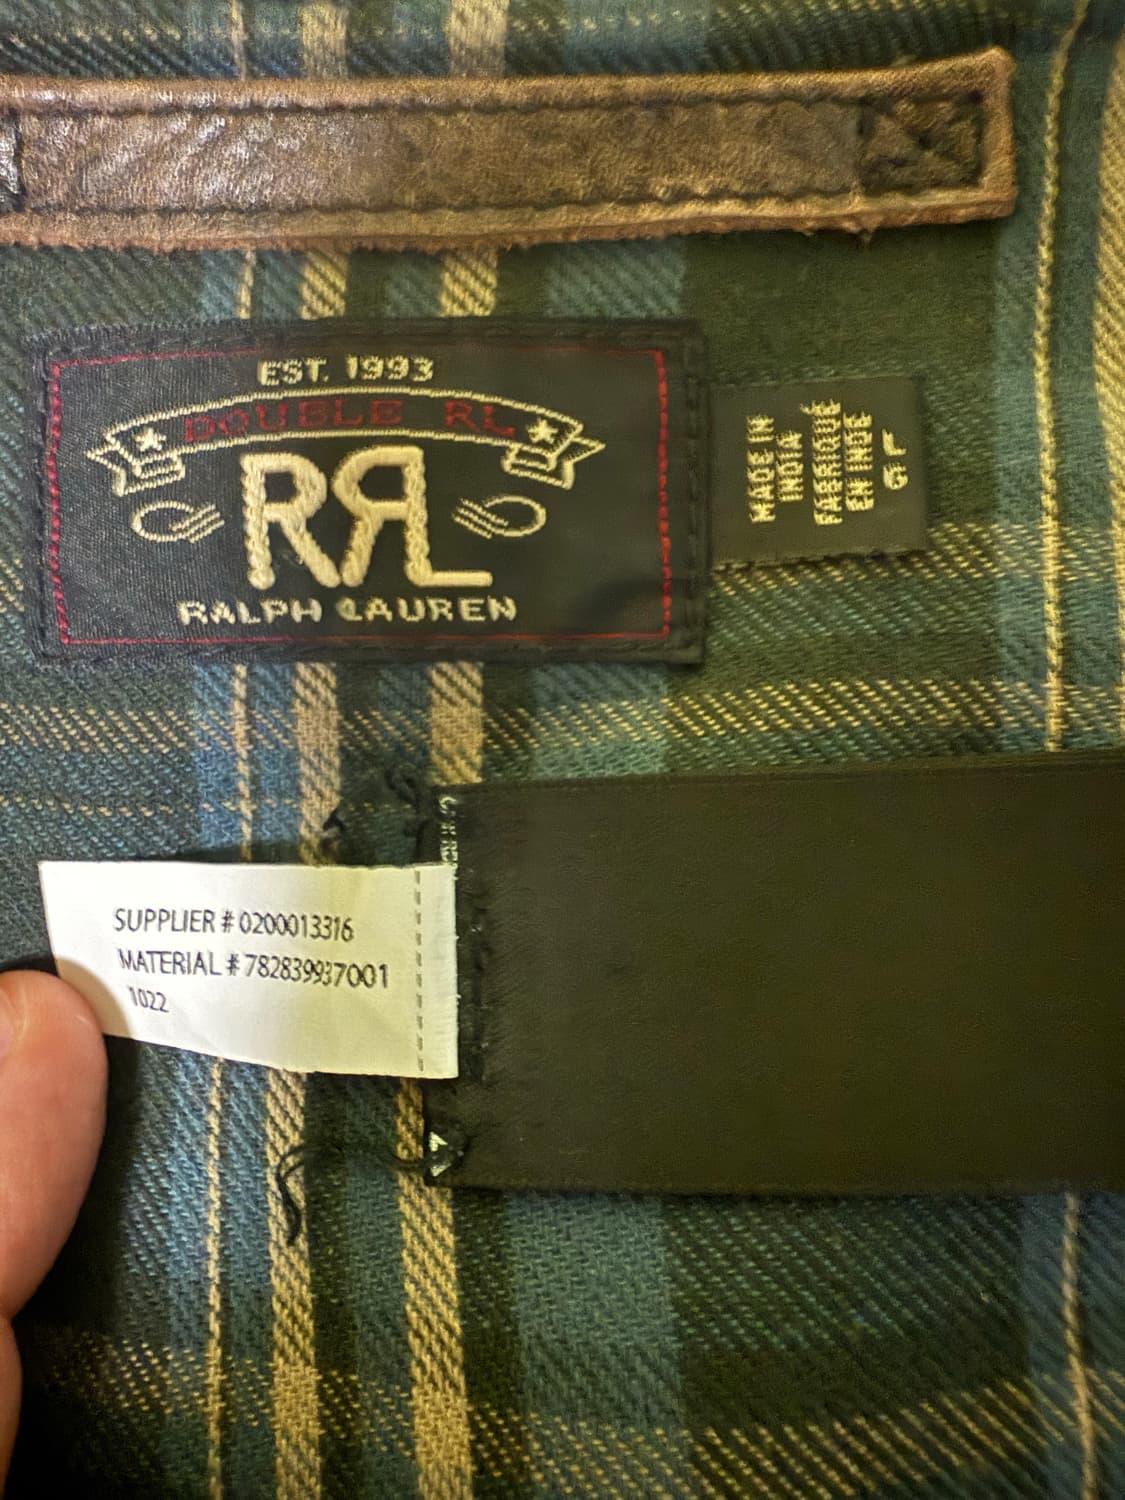 EST. 1993
DOUBLE RL
RRL
RALPH LAUREN
MADE IN
INDIA
FABRIQUÉ
EN INDE
SUPPLIER # 0200013316
MATERIAL # 782839937001
1022